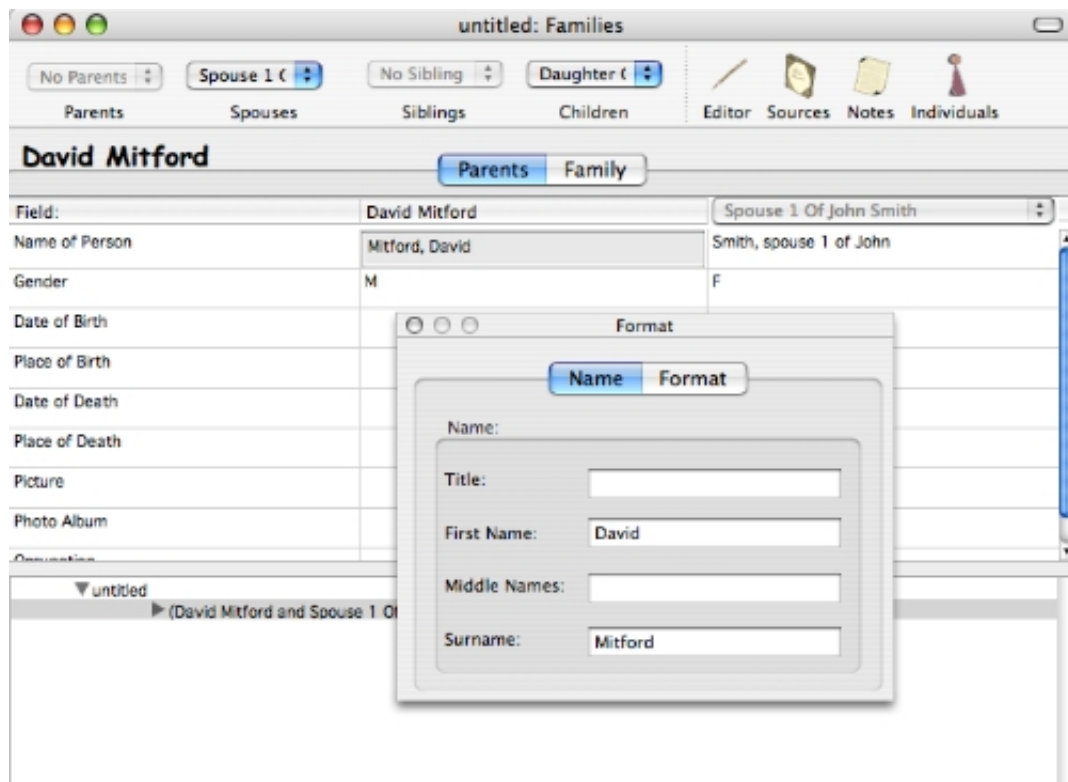 untitled: Families
No Parents Spouse 1 ( No Sibling Daughter (
Parents Spouses Siblings Children Editor Sources Notes Individuals
David Mitford
Parents Family
Field: David Mitford Spouse 1 Of John Smith
Name of Person Mitford, David Smith, spouse 1 of John
Gender M F
Date of Birth
Place of Birth
Date of Death
Place of Death
Picture
Photo Album
Occupation
untitled
(David Mitford and Spouse 1 Of
Format
Name Format
Name:
Title:
First Name: David
Middle Names:
Surname: Mitford